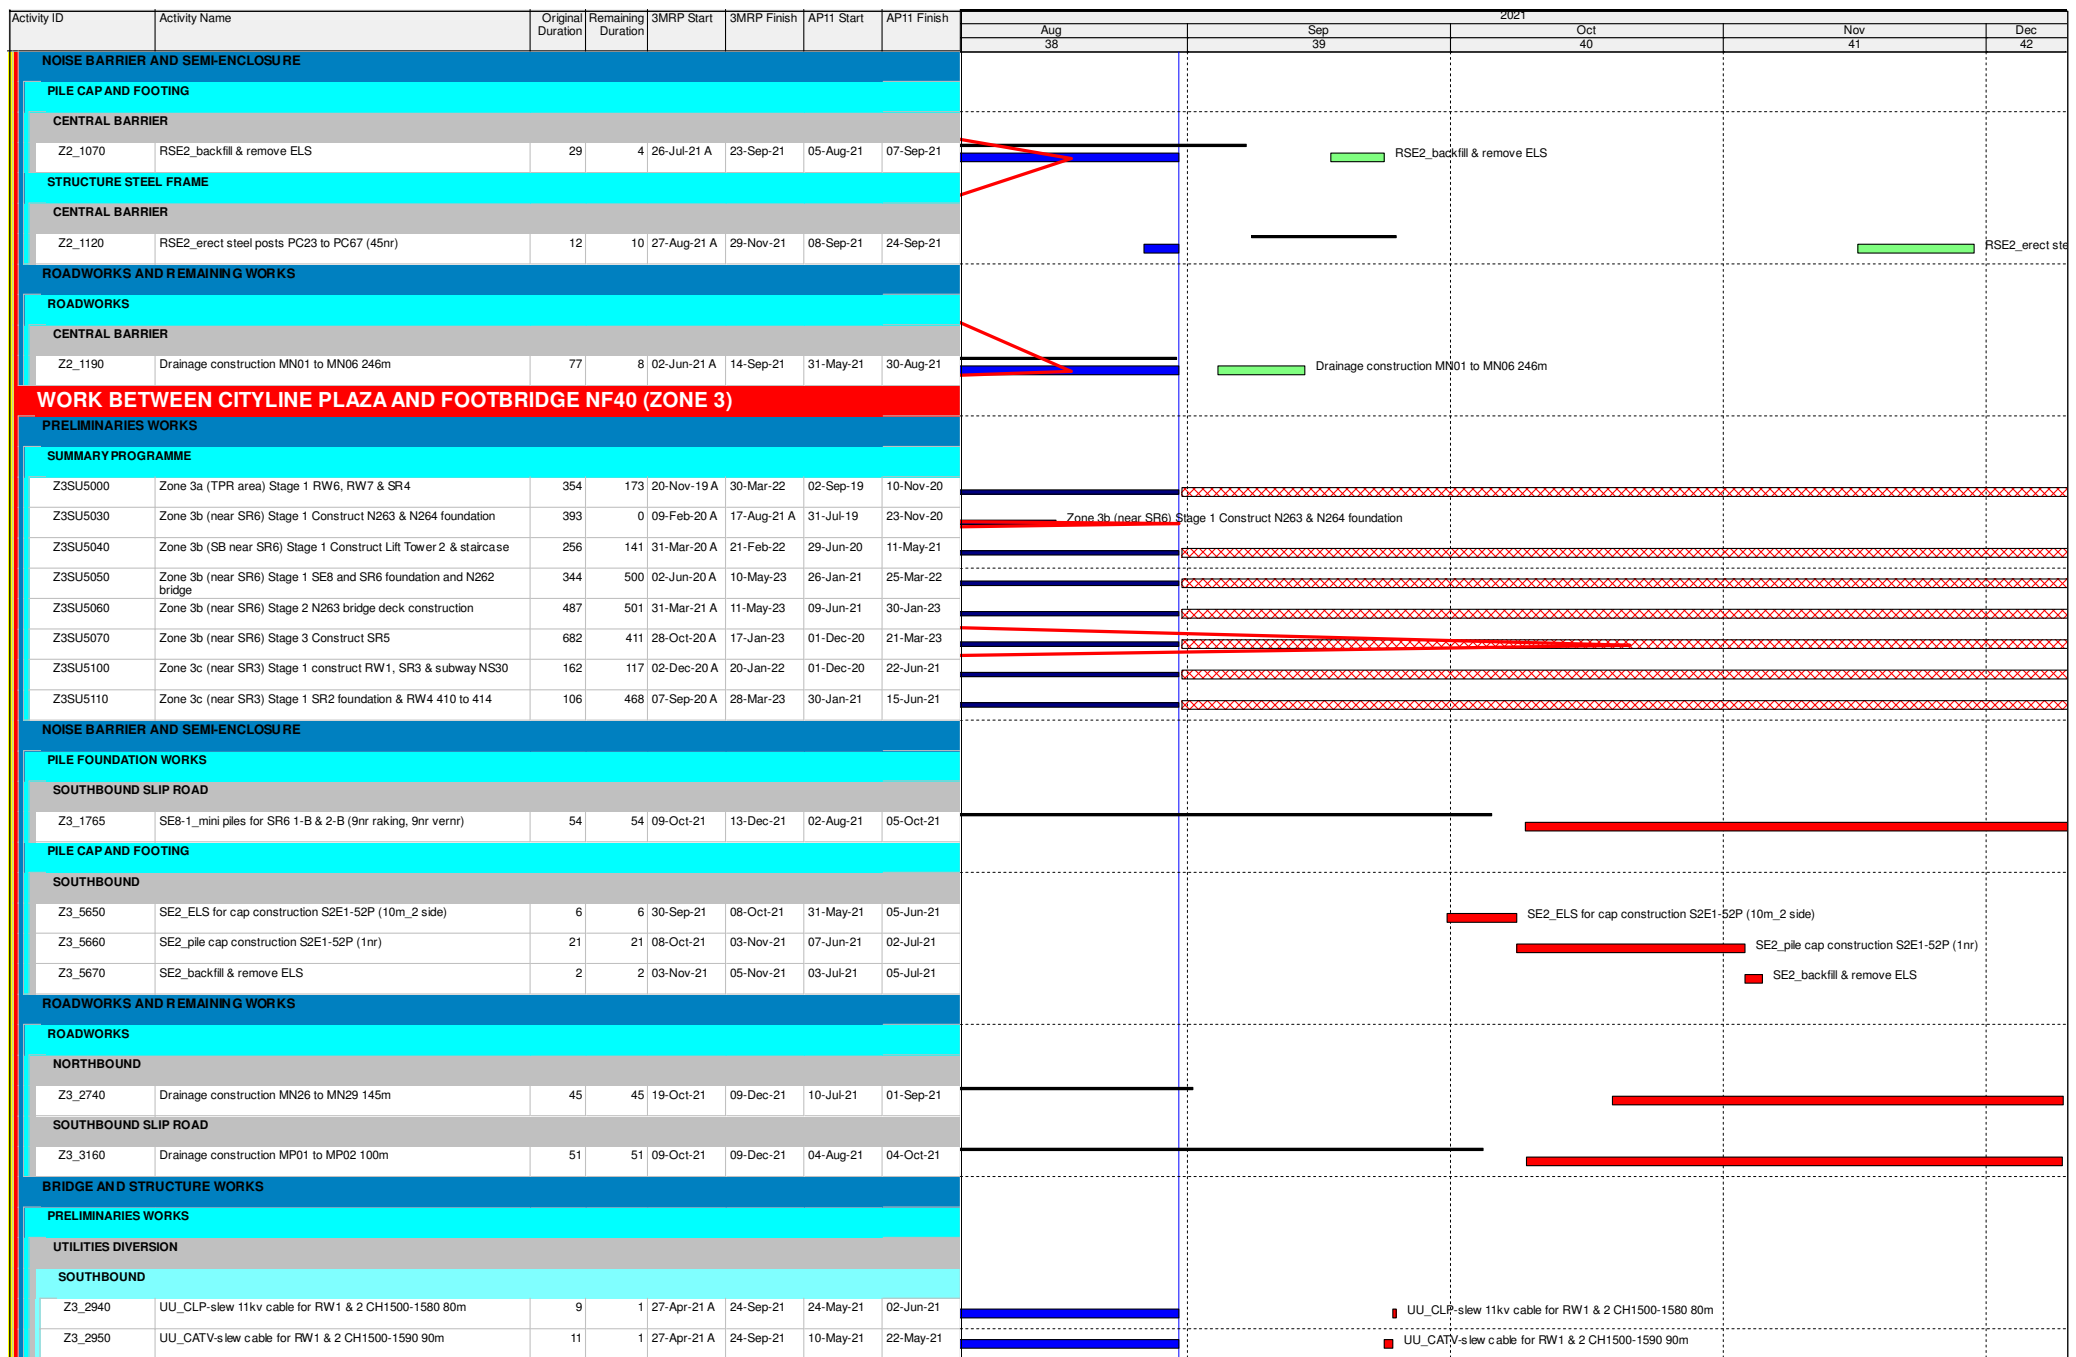 Activity ID Activity Name Original Remaining 3MRP Start 3MRP Finish AP11 Start AP11 Finish 2021
Duration Duration Aug Sep Oct Nov Dec
38 39 40 41 42
NOISE BARRIER AND SEMI-ENCLOSURE
PILE CAP AND FOOTING
CENTRAL BARRIER
Z2_1070 RSE2_backfill & remove ELS 29 4 26-Jul-21 A 23-Sep-21 05-Aug-21 07-Sep-21 RSE2_backfill & remove ELS
STRUCTURE STEEL FRAME
CENTRAL BARRIER
Z2_1120 RSE2_erect steel posts PC23 to PC67 (45nr) 12 10 27-Aug-21 A 29-Nov-21 08-Sep-21 24-Sep-21 RSE2_erect ste
ROADWORKS AND REMAINING WORKS
ROADWORKS
CENTRAL BARRIER
Z2_1190 Drainage construction MN01 to MN06 246m 77 8 02-Jun-21 A 14-Sep-21 31-May-21 30-Aug-21 Drainage construction MN01 to MN06 246m
WORK BETWEEN CITYLINE PLAZA AND FOOTBRIDGE NF40 (ZONE 3)
PRELIMINARIES WORKS
SUMMARY PROGRAMME
Z3SU5000 Zone 3a (TPR area) Stage 1 RW6, RW7 & SR4 354 173 20-Nov-19 A 30-Mar-22 02-Sep-19 10-Nov-20
Z3SU5030 Zone 3b (near SR6) Stage 1 Construct N263 & N264 foundation 393 0 09-Feb-20 A 17-Aug-21 A 31-Jul-19 23-Nov-20 Zone 3b (near SR6) Stage 1 Construct N263 & N264 foundation
Z3SU5040 Zone 3b (SB near SR6) Stage 1 Construct Lift Tower 2 & staircase 256 141 31-Mar-20 A 21-Feb-22 29-Jun-20 11-May-21
Z3SU5050 Zone 3b (near SR6) Stage 1 SE8 and SR6 foundation and N262 344 500 02-Jun-20 A 10-May-23 26-Jan-21 25-Mar-22
bridge
Z3SU5060 Zone 3b (near SR6) Stage 2 N263 bridge deck construction 487 501 31-Mar-21 A 11-May-23 09-Jun-21 30-Jan-23
Z3SU5070 Zone 3b (near SR6) Stage 3 Construct SR5 682 411 28-Oct-20 A 17-Jan-23 01-Dec-20 21-Mar-23
Z3SU5100 Zone 3c (near SR3) Stage 1 construct RW1, SR3 & subway NS30 162 117 02-Dec-20 A 20-Jan-22 01-Dec-20 22-Jun-21
Z3SU5110 Zone 3c (near SR3) Stage 1 SR2 foundation & RW4 410 to 414 106 468 07-Sep-20 A 28-Mar-23 30-Jan-21 15-Jun-21
NOISE BARRIER AND SEMI-ENCLOSURE
PILE FOUNDATION WORKS
SOUTHBOUND SLIP ROAD
Z3_1765 SE8-1_mini piles for SR6 1-B & 2-B (9nr raking, 9nr vernr) 54 54 09-Oct-21 13-Dec-21 02-Aug-21 05-Oct-21
PILE CAP AND FOOTING
SOUTHBOUND
Z3_5650 SE2_ELS for cap construction S2E1-52P (10m_2 side) 6 6 30-Sep-21 08-Oct-21 31-May-21 05-Jun-21 SE2_ELS for cap construction S2E1-52P (10m_2 side)
Z3_5660 SE2_pile cap construction S2E1-52P (1nr) 21 21 08-Oct-21 03-Nov-21 07-Jun-21 02-Jul-21 SE2_pile cap construction S2E1-52P (1nr)
Z3_5670 SE2_backfill & remove ELS 2 2 03-Nov-21 05-Nov-21 03-Jul-21 05-Jul-21 SE2_backfill & remove ELS
ROADWORKS AND REMAINING WORKS
ROADWORKS
NORTHBOUND
Z3_2740 Drainage construction MN26 to MN29 145m 45 45 19-Oct-21 09-Dec-21 10-Jul-21 01-Sep-21
SOUTHBOUND SLIP ROAD
Z3_3160 Drainage construction MP01 to MP02 100m 51 51 09-Oct-21 09-Dec-21 04-Aug-21 04-Oct-21
BRIDGE AND STRUCTURE WORKS
PRELIMINARIES WORKS
UTILITIES DIVERSION
SOUTHBOUND
Z3_2940 UU_CLP-slew 11kv cable for RW1 & 2 CH1500-1580 80m 9 1 27-Apr-21 A 24-Sep-21 24-May-21 02-Jun-21 UU_CLP-slew 11kv cable for RW1 & 2 CH1500-1580 80m
Z3_2950 UU_CATV-slew cable for RW1 & 2 CH1500-1590 90m 11 1 27-Apr-21 A 24-Sep-21 10-May-21 22-May-21 UU_CATV-slew cable for RW1 & 2 CH1500-1590 90m